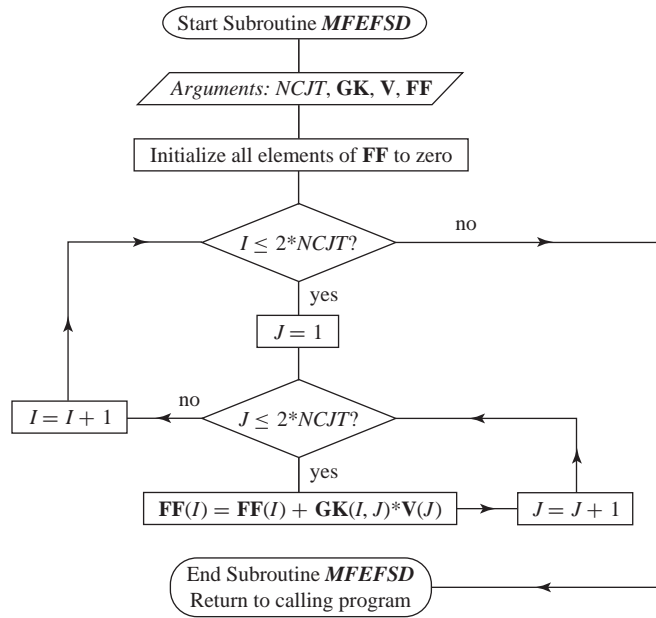 Start Subroutine MFEFSD
Arguments: NCJT, GK, V, FF
Initialize all elements of FF to zero
I ≤ 2*NCJT?
no
yes
J = 1
I = I + 1
no
J ≤ 2*NCJT?
yes
FF(I) = FF(I) + GK(I, J)*V(J)
J = J + 1
End Subroutine MFEFSD
Return to calling program